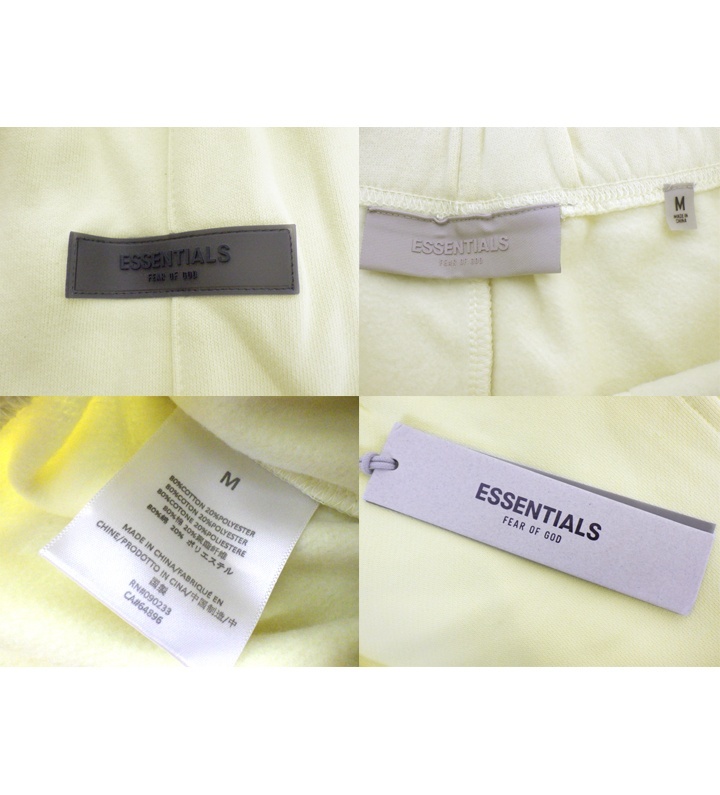 ESSENTIALS
FEAR OF GOD
ESSENTIALS
FEAR OF GOD
M
MADE IN
CHINA
M
80%COTTON 20%POLYESTER
80%COTON 20%POLYESTER
80%COTONE 20%POLIESTERE
80%棉 20%聚酯纤维
80%綿 20% ポリエステル
MADE IN CHINA/FABRIQUÉ EN
CHINE/PRODOTTO IN CINA/中国制造/中
国製
RN#090233
CA#64896
ESSENTIALS
FEAR OF GOD